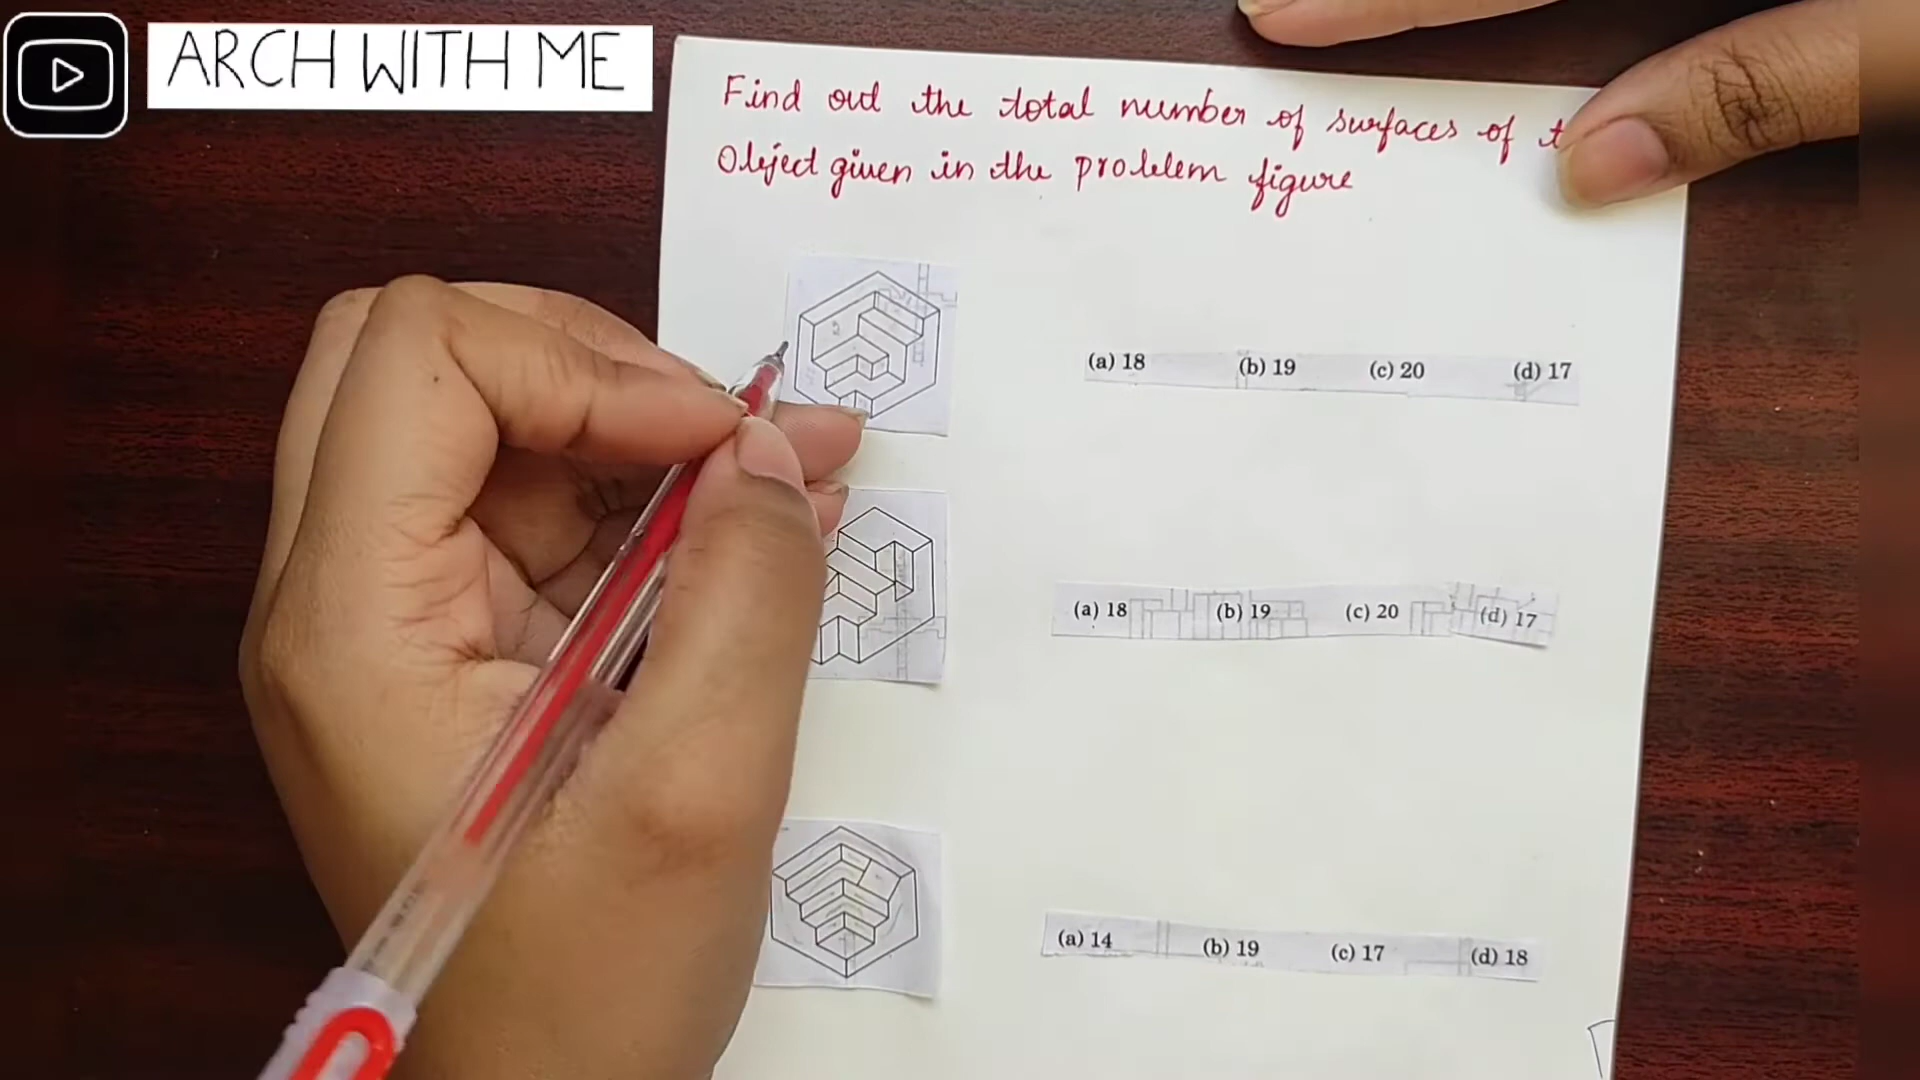 ARCH WITH ME
Find out the total number of surfaces of
Object given in the problem figure
(a) 18 (b) 19 (c) 20 (d) 17
(a) 18 (b) 19 (c) 20 (d) 17
(a) 14 (b) 19 (c) 17 (d) 18